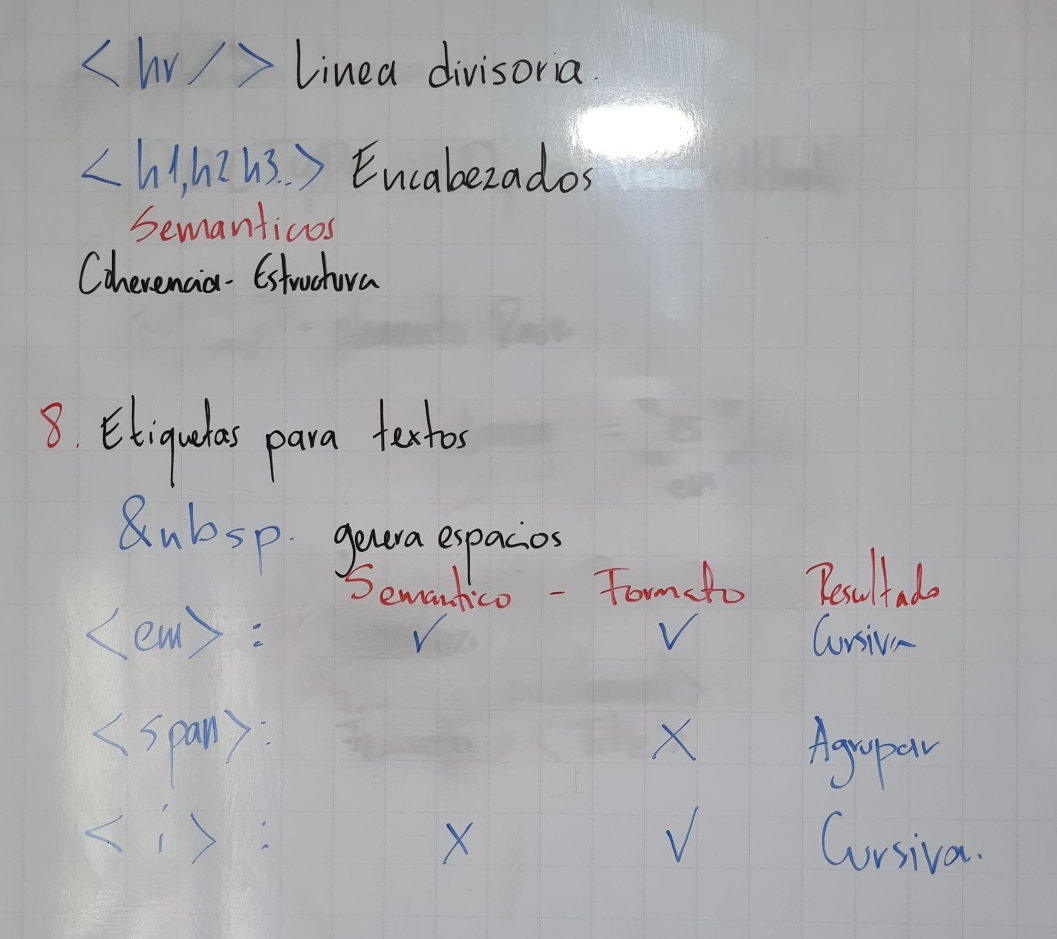 <hr/> Linea divisoria.
<h1,h2 h3..> Encabezados
Semanticos
Coherencia - Estructura
8. Etiquetas para textos
&nbsp. genera espacios
Semantico - Formato Resultado
<em> : ✓ ✓ Cursiva
<span>: X Agrupar
<i> : X ✓ Cursiva.